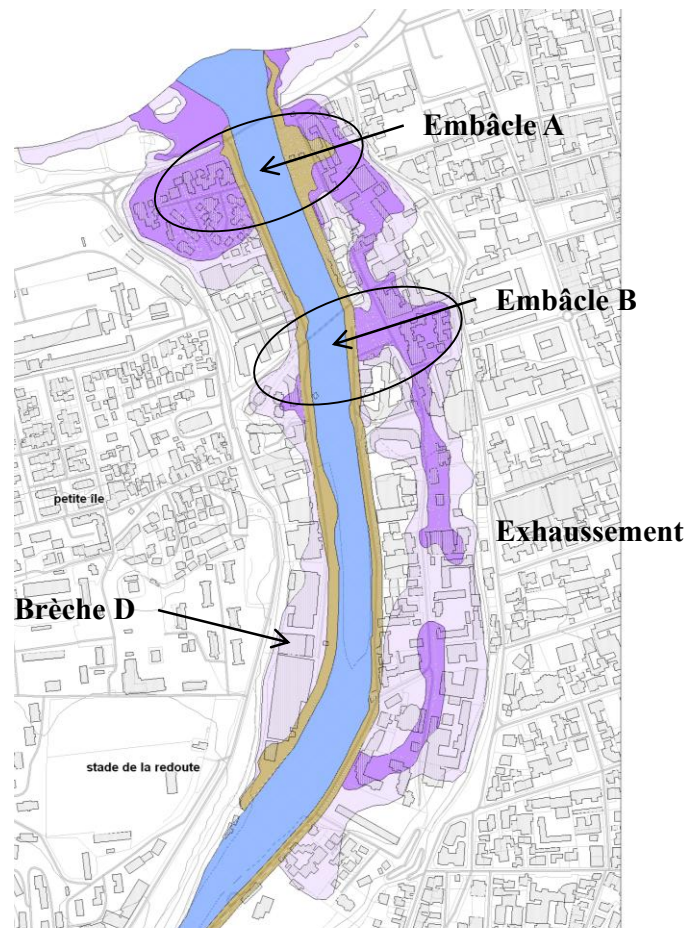 Embâcle A
Embâcle B
petite île
Exhaussement
Brèche D
stade de la redoute